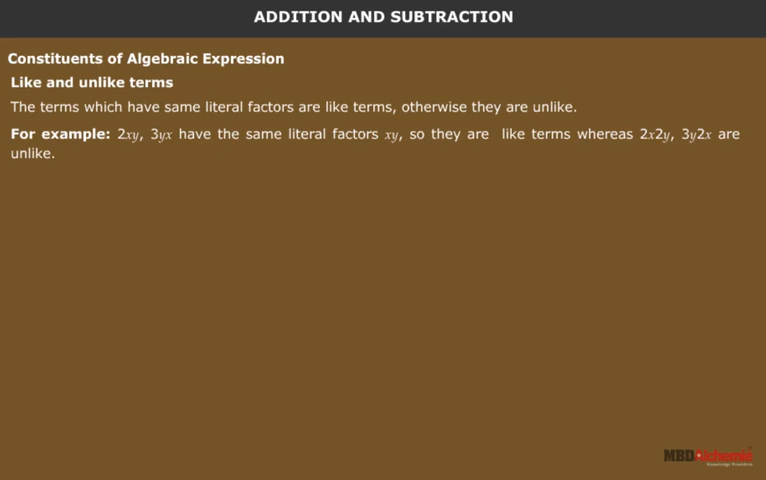 ADDITION AND SUBTRACTION
Constituents of Algebraic Expression
Like and unlike terms
The terms which have same literal factors are like terms, otherwise they are unlike.
For example: 2xy, 3yx have the same literal factors xy, so they are like terms whereas 2x2y, 3y2x are
unlike.
MBD Alchemie
Knowledge Boosters